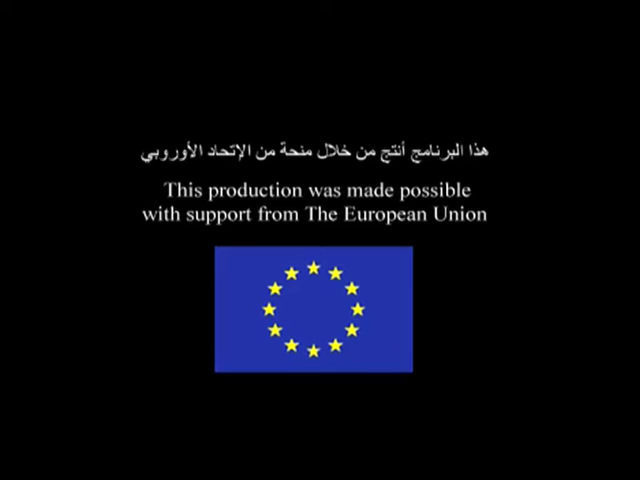 هذا البرنامج أنتج من خلال منحة من الإتحاد الأوروبي
This production was made possible
with support from The European Union